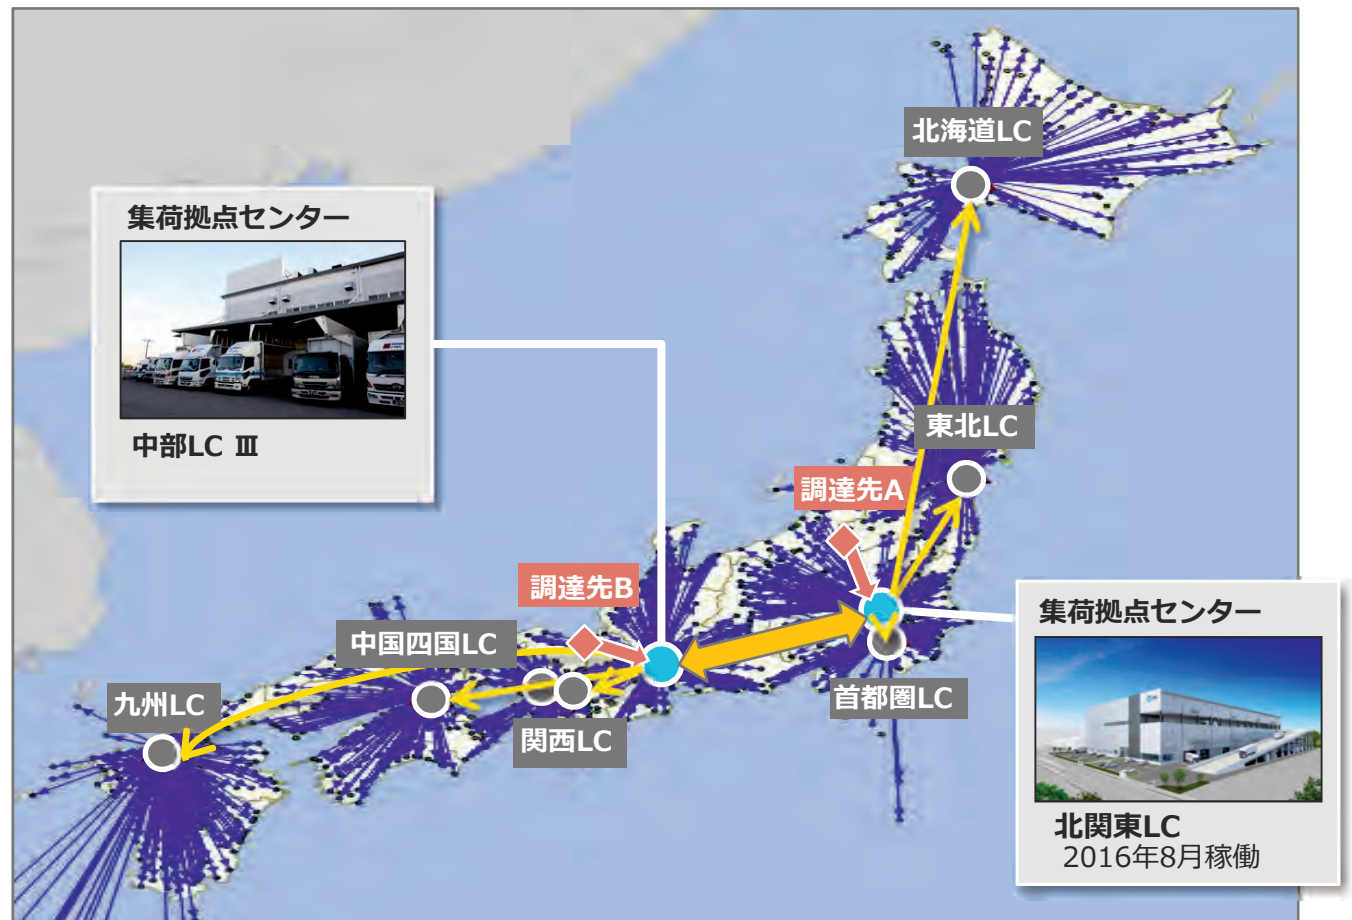 北海道LC
集荷拠点センター
中部LC Ⅲ
東北LC
調達先A
調達先B
中国四国LC
九州LC
関西LC
首都圏LC
集荷拠点センター
北関東LC
2016年8月稼働